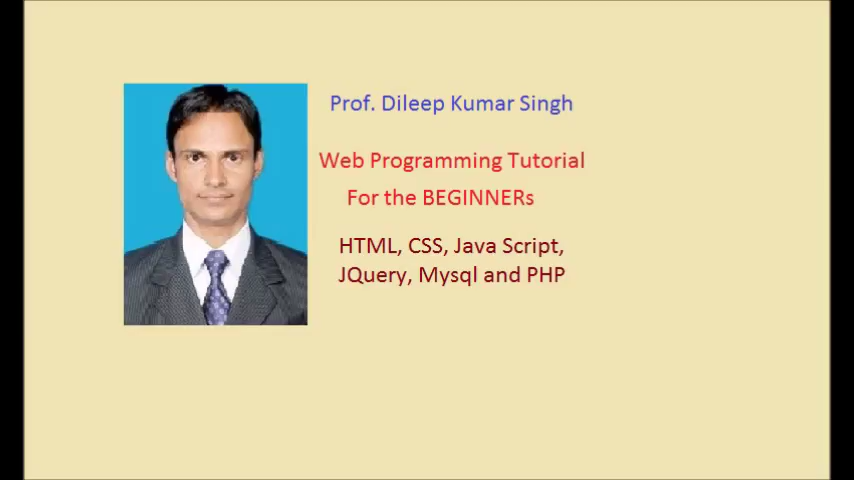 Prof. Dileep Kumar Singh
Web Programming Tutorial
For the BEGINNERs
HTML, CSS, Java Script,
JQuery, Mysql and PHP